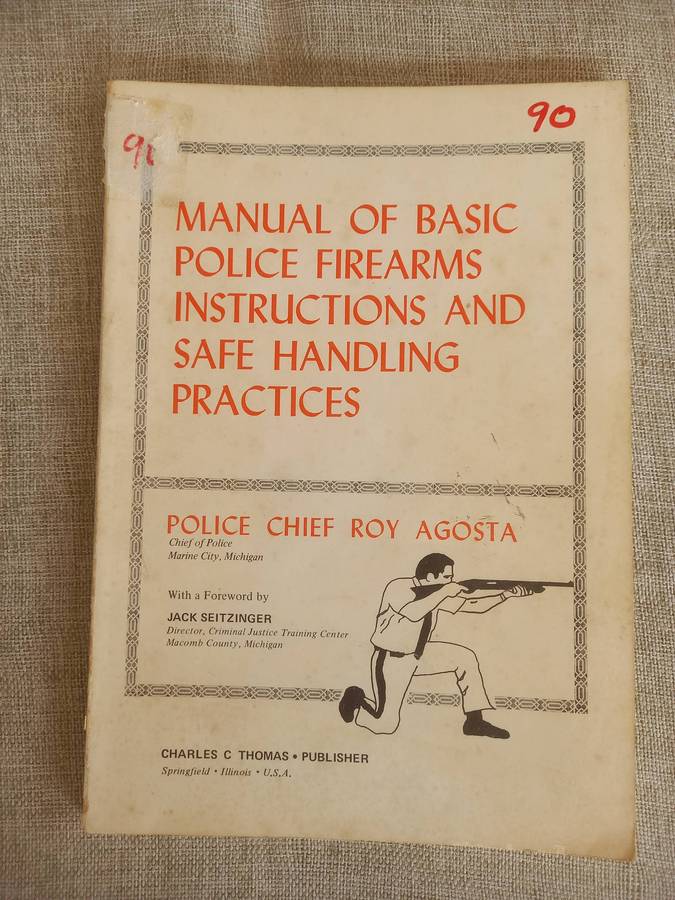 90
MANUAL OF BASIC
POLICE FIREARMS
INSTRUCTIONS AND
SAFE HANDLING
PRACTICES
POLICE CHIEF ROY AGOSTA
Chief of Police
Marine City, Michigan
With a Foreword by
JACK SEITZINGER
Director, Criminal Justice Training Center
Macomb County, Michigan
CHARLES C THOMAS • PUBLISHER
Springfield • Illinois • U.S.A.